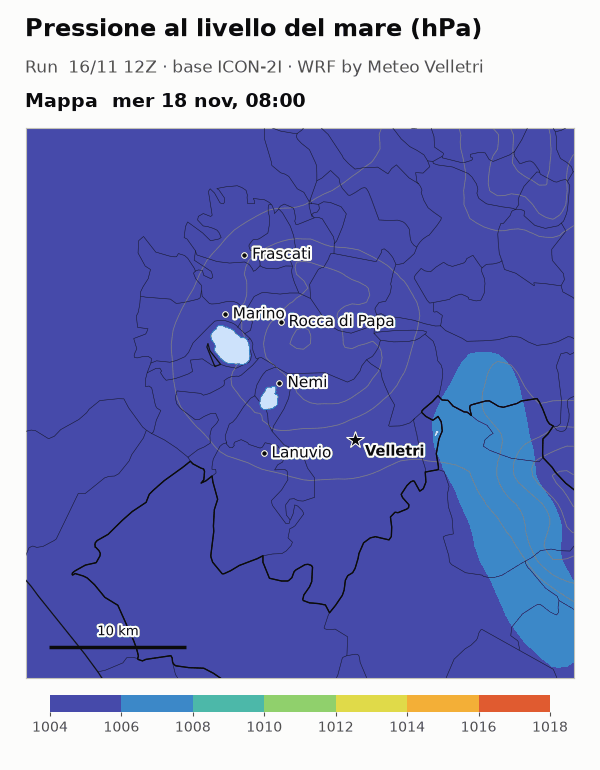 Pressione al livello del mare (hPa)
Run  16/11 12Z · base ICON-2I · WRF by Meteo Velletri
Mappa  mer 18 nov, 08:00
Frascati
Marino
Rocca di Papa
Nemi
Velletri
Lanuvio
10 km
1004 1006 1008 1010 1012 1014 1016 1018